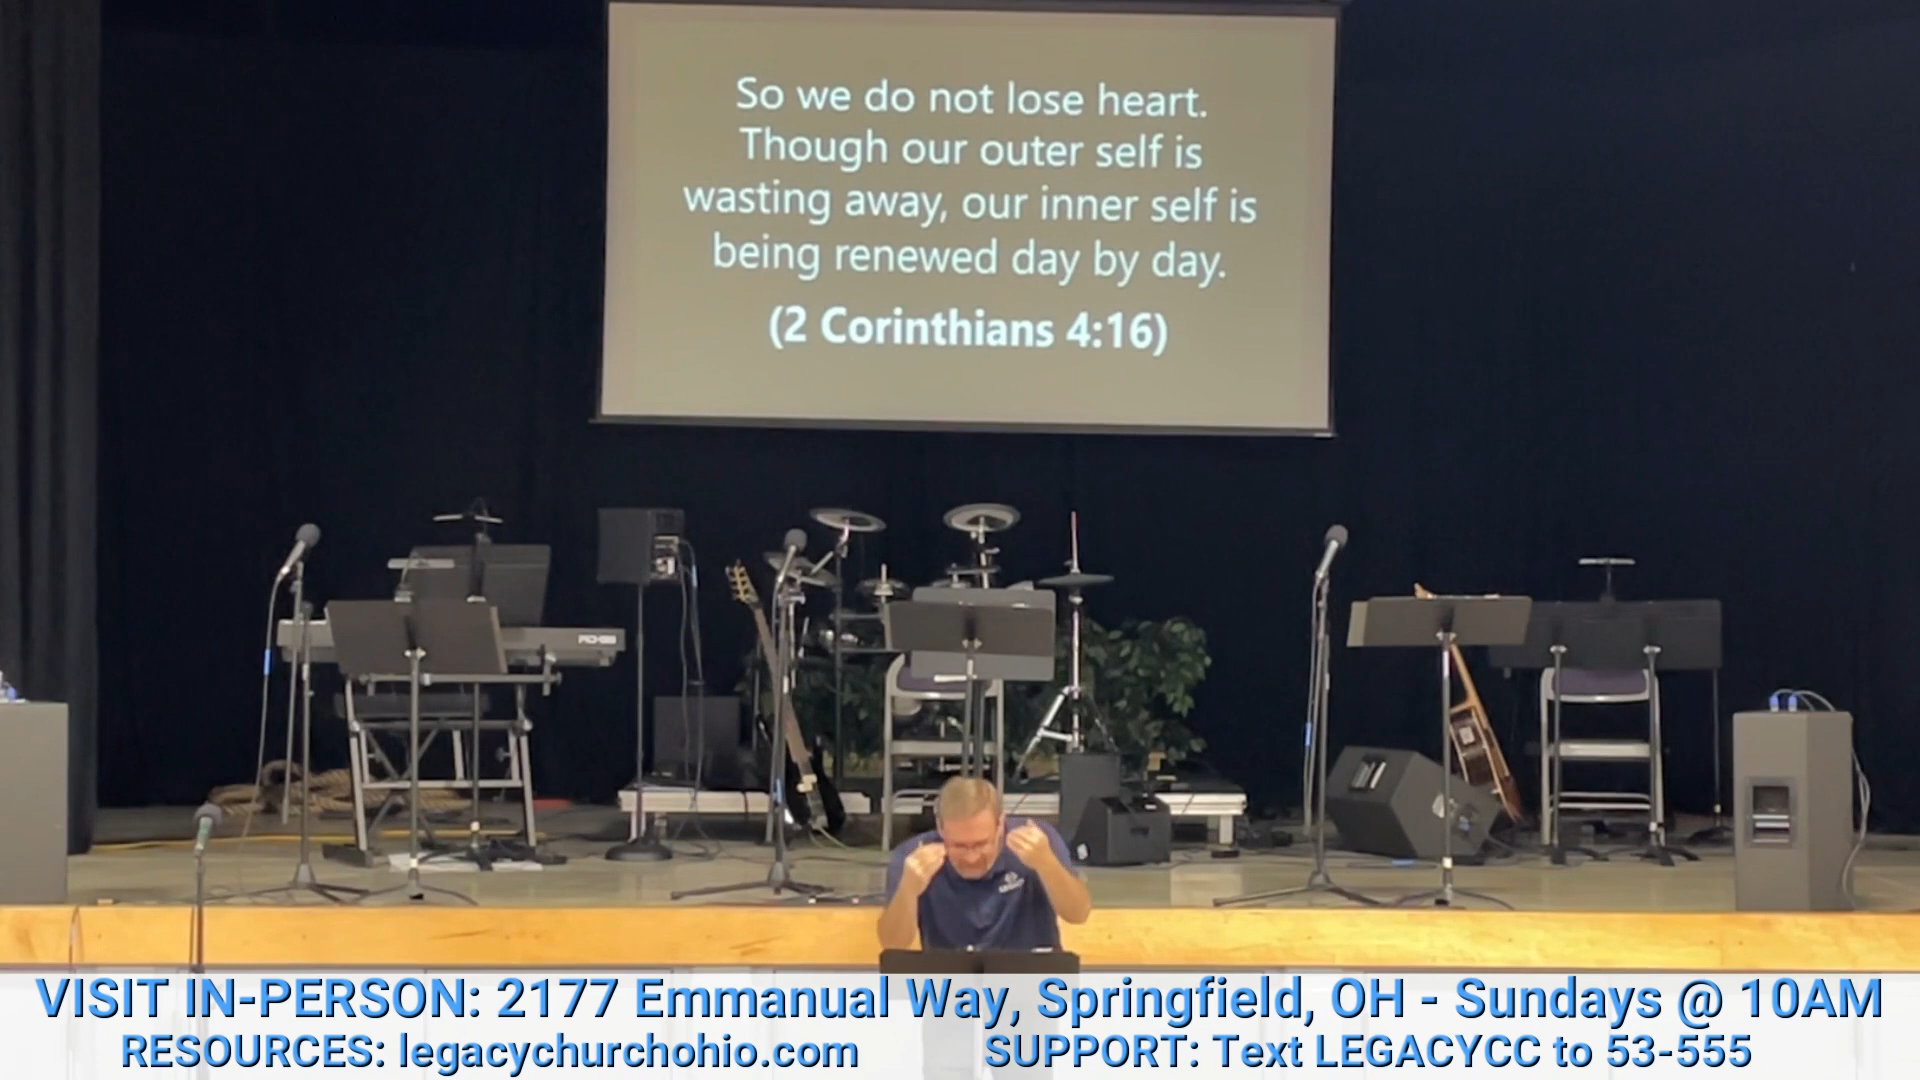 So we do not lose heart.
Though our outer self is
wasting away, our inner self is
being renewed day by day.
(2 Corinthians 4:16)
VISIT IN-PERSON: 2177 Emmanual Way, Springfield, OH - Sundays @ 10AM
RESOURCES: legacychurchohio.com SUPPORT: Text LEGACYCC to 53-555